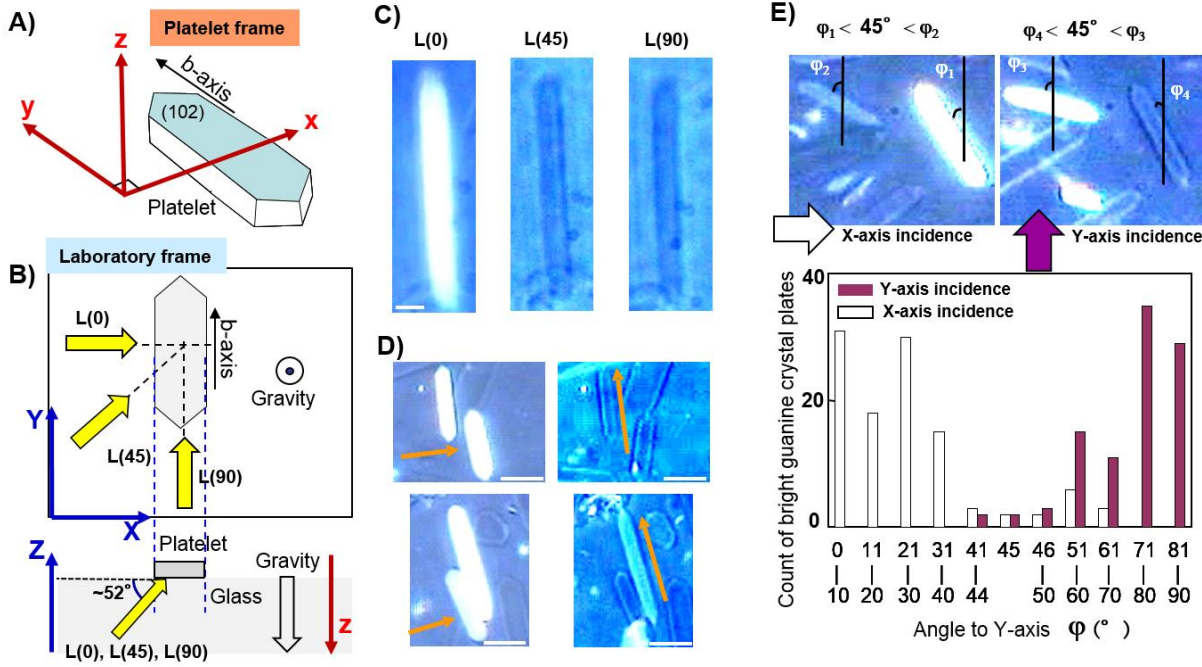 A)
Platelet frame
z
b-axis
(102)
y
x
Platelet
B)
Laboratory frame
L(0)
b-axis
Gravity
Y
L(45)
L(90)
X
Z
Platelet
Gravity
~52°
Glass
z
L(0), L(45), L(90)
C)
L(0) L(45) L(90)
D)
E)
φ1 < 45° < φ2 φ4 < 45° < φ3
φ2 φ1 φ3 φ4
X-axis incidence Y-axis incidence
Count of bright guanine crystal plates
40
20
0
Y-axis incidence
X-axis incidence
0 11 21 31 41 45 46 51 61 71 81
10 20 30 40 44 50 60 70 80 90
Angle to Y-axis φ (°)